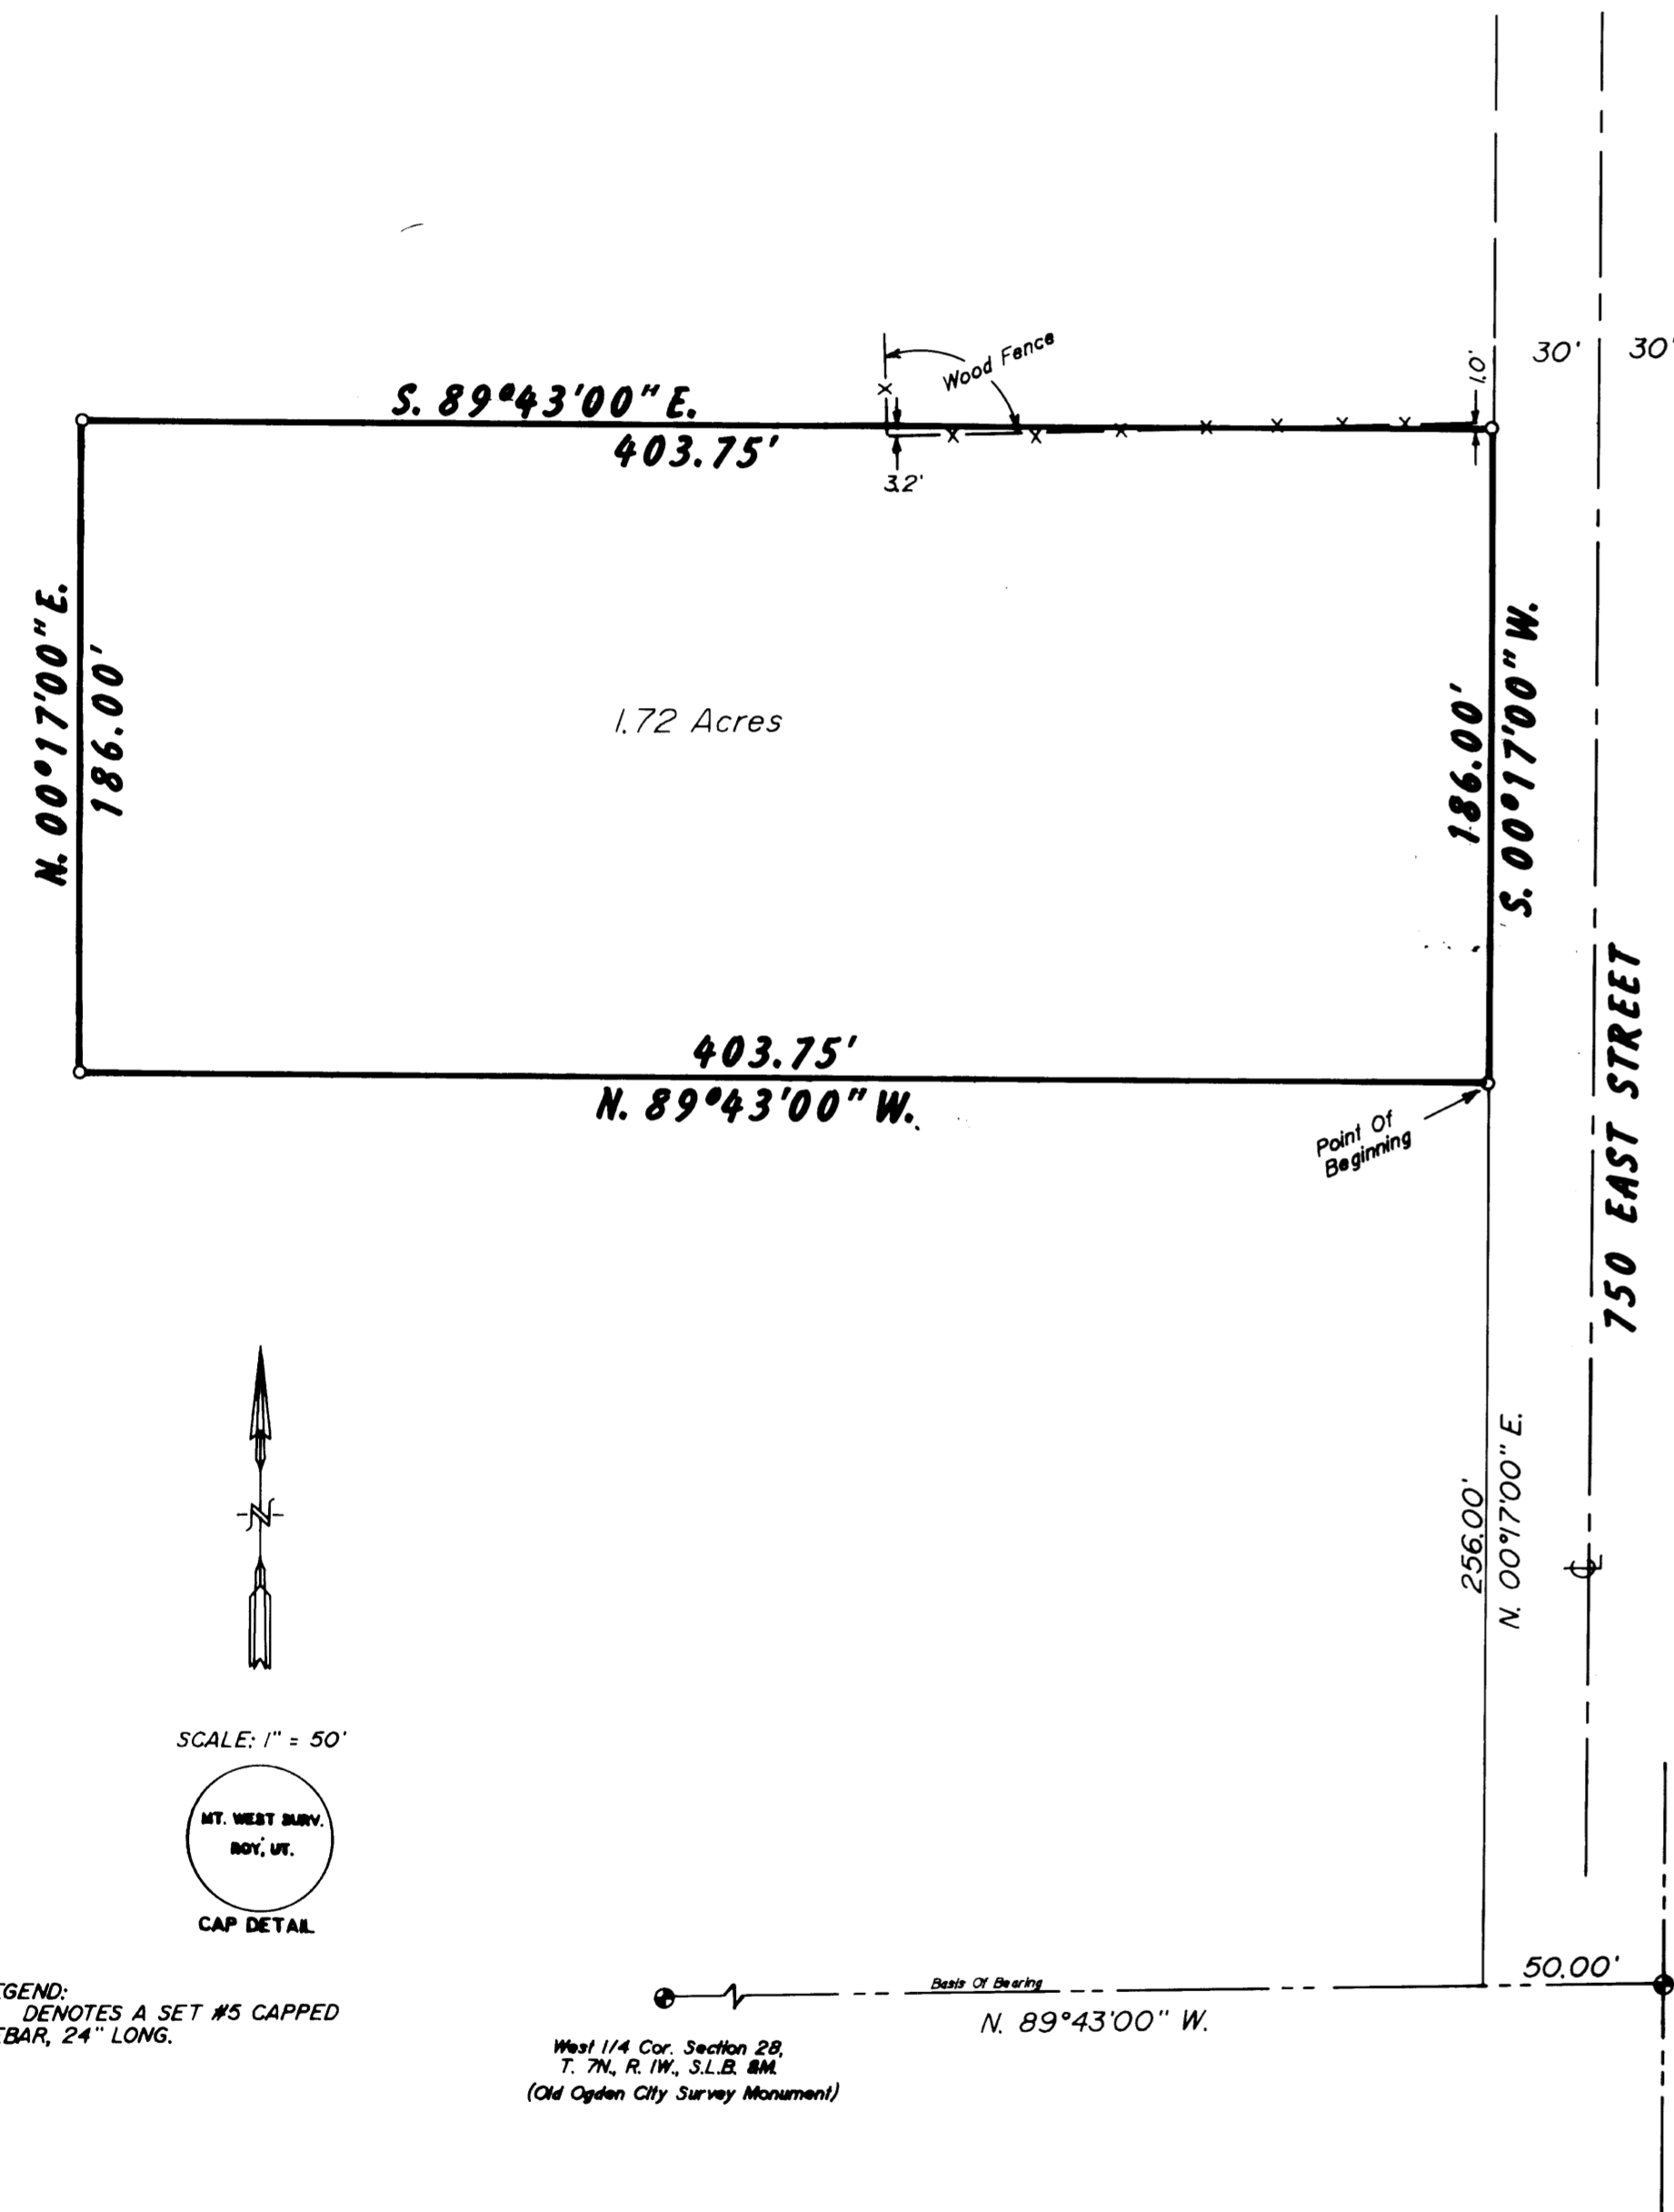 30'
30'
1.0'
Wood Fence
S. 89°43'00" E.
403.75'
3.2'
N. 00°17'00" E.
186.00'
1.72 Acres
186.00'
S. 00°17'00" W.
403.75'
N. 89°43'00" W.
Point Of
Beginning
750 EAST STREET
256.00'
N. 00°17'00" E.
N
SCALE: 1" = 50'
MT. WEST SURV.
ROY, UT.
CAP DETAIL
EGEND:
DENOTES A SET #5 CAPPED
EBAR, 24" LONG.
Basis Of Bearing
50.00'
N. 89°43'00" W.
West 1/4 Cor. Section 28,
T. 7N., R. 1W., S.L.B. &M.
(Old Ogden City Survey Monument)